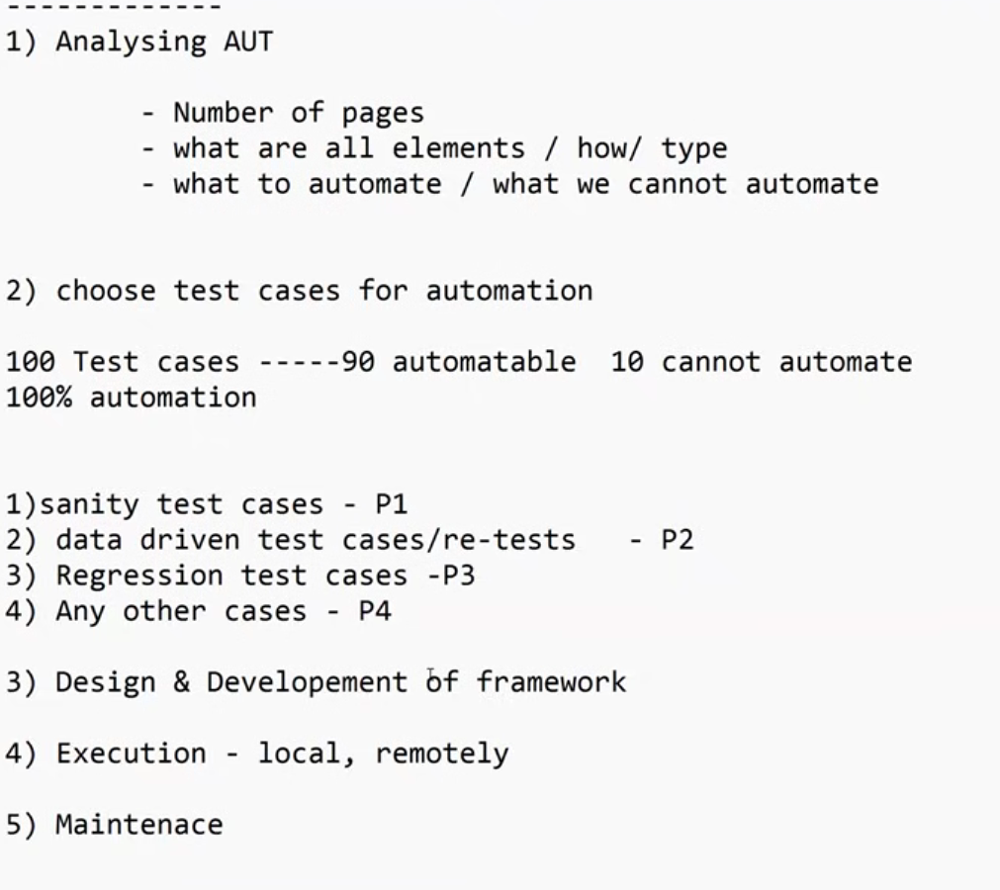 -------------
1) Analysing AUT
- Number of pages
- what are all elements / how/ type
- what to automate / what we cannot automate
2) choose test cases for automation
100 Test cases -----90 automatable  10 cannot automate
100% automation
1)sanity test cases - P1
2) data driven test cases/re-tests   - P2
3) Regression test cases -P3
4) Any other cases - P4
3) Design & Developement of framework
4) Execution - local, remotely
5) Maintenace